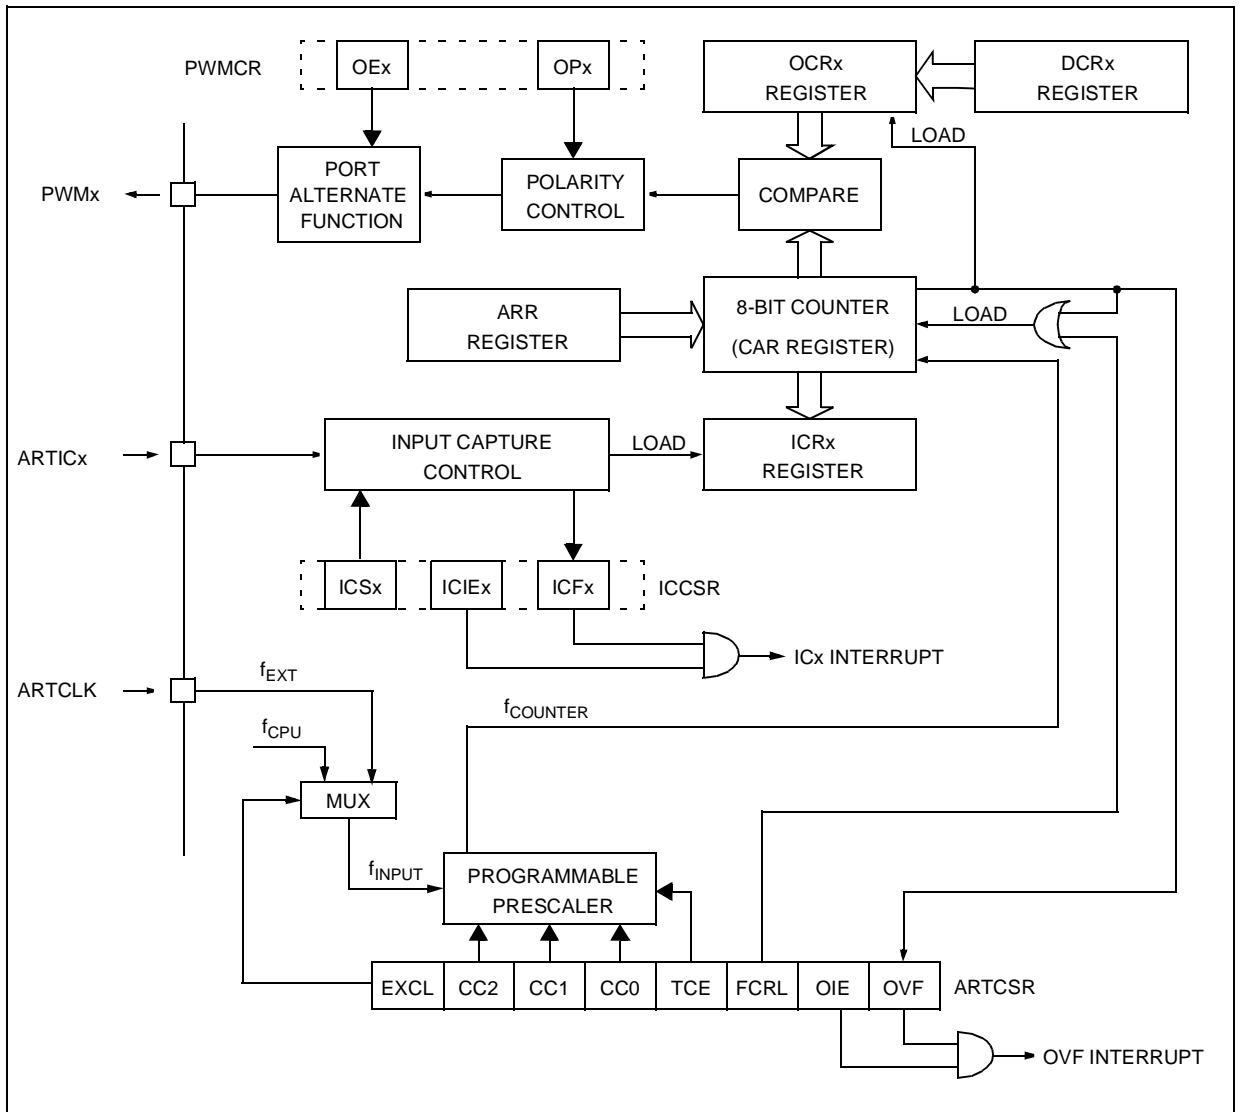 PWMCR
OEx
OPx
OCRx
REGISTER
DCRx
REGISTER
LOAD
PWMx
PORT
ALTERNATE
FUNCTION
POLARITY
CONTROL
COMPARE
ARR
REGISTER
8-BIT COUNTER
(CAR REGISTER)
LOAD
ARTICx
INPUT CAPTURE
CONTROL
LOAD
ICRx
REGISTER
ICSx
ICIEx
ICFx
ICCSR
ICx INTERRUPT
ARTCLK
fEXT
fCPU
fCOUNTER
MUX
fINPUT
PROGRAMMABLE
PRESCALER
EXCL
CC2
CC1
CC0
TCE
FCRL
OIE
OVF
ARTCSR
OVF INTERRUPT